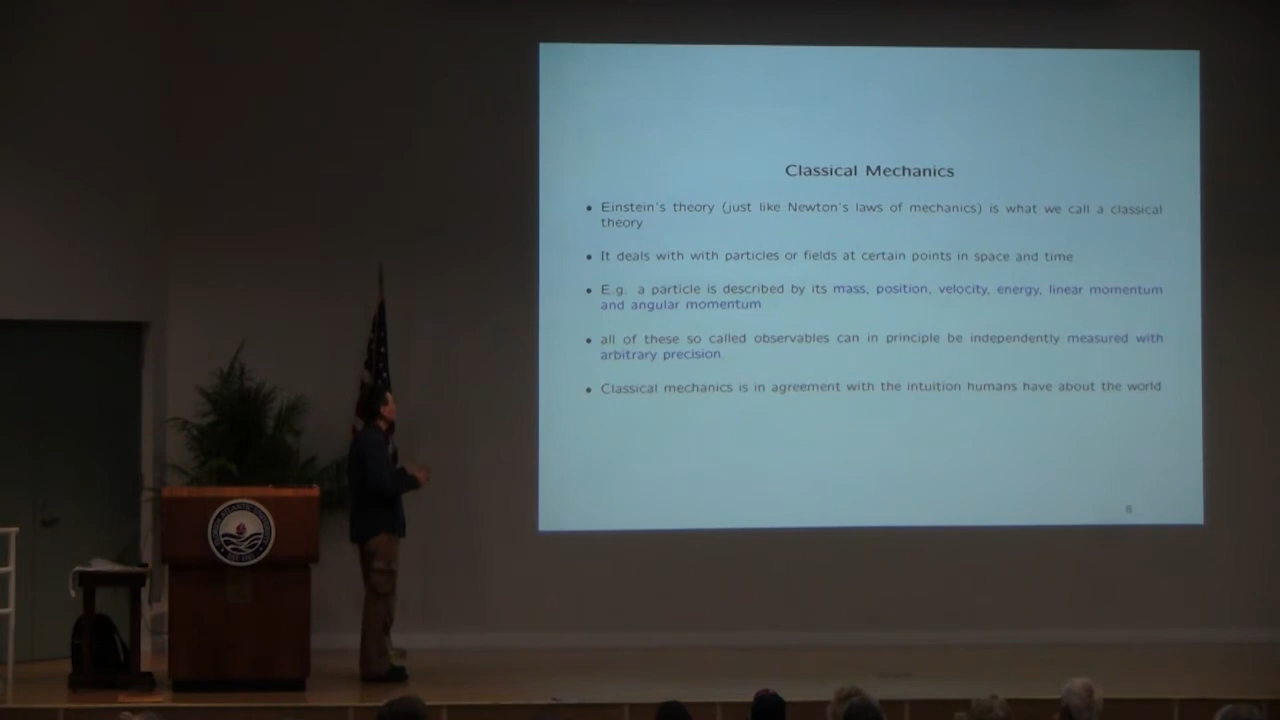 Classical Mechanics
• Einstein's theory (just like Newton's laws of mechanics) is what we call a classical
theory
• It deals with with particles or fields at certain points in space and time
• E.g. a particle is described by its mass, position, velocity, energy, linear momentum
and angular momentum
• all of these so called observables can in principle be independently measured with
arbitrary precision.
• Classical mechanics is in agreement with the intuition humans have about the world
FLORIDA ATLANTIC UNIVERSITY